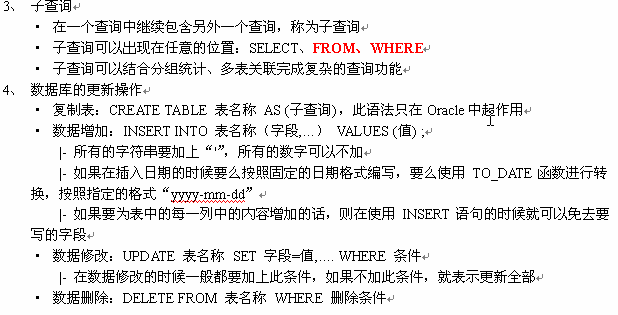 3、 子查询
· 在一个查询中继续包含另外一个查询，称为子查询
· 子查询可以出现在任意的位置：SELECT、FROM、WHERE
· 子查询可以结合分组统计、多表关联完成复杂的查询功能
4、 数据库的更新操作
· 复制表：CREATE TABLE 表名称 AS (子查询)，此语法只在 Oracle 中起作用
· 数据增加：INSERT INTO 表名称（字段,…） VALUES (值) ;
|- 所有的字符串要加上“'”，所有的数字可以不加
|- 如果在插入日期的时候要么按照固定的日期格式编写，要么使用 TO_DATE 函数进行转
换，按照指定的格式“yyyy-mm-dd”
|- 如果要为表中的每一列中的内容增加的话，则在使用 INSERT 语句的时候就可以免去要
写的字段
· 数据修改：UPDATE 表名称 SET 字段=值,…. WHERE 条件
|- 在数据修改的时候一般都要加上此条件，如果不加此条件，就表示更新全部
· 数据删除：DELETE FROM 表名称 WHERE 删除条件